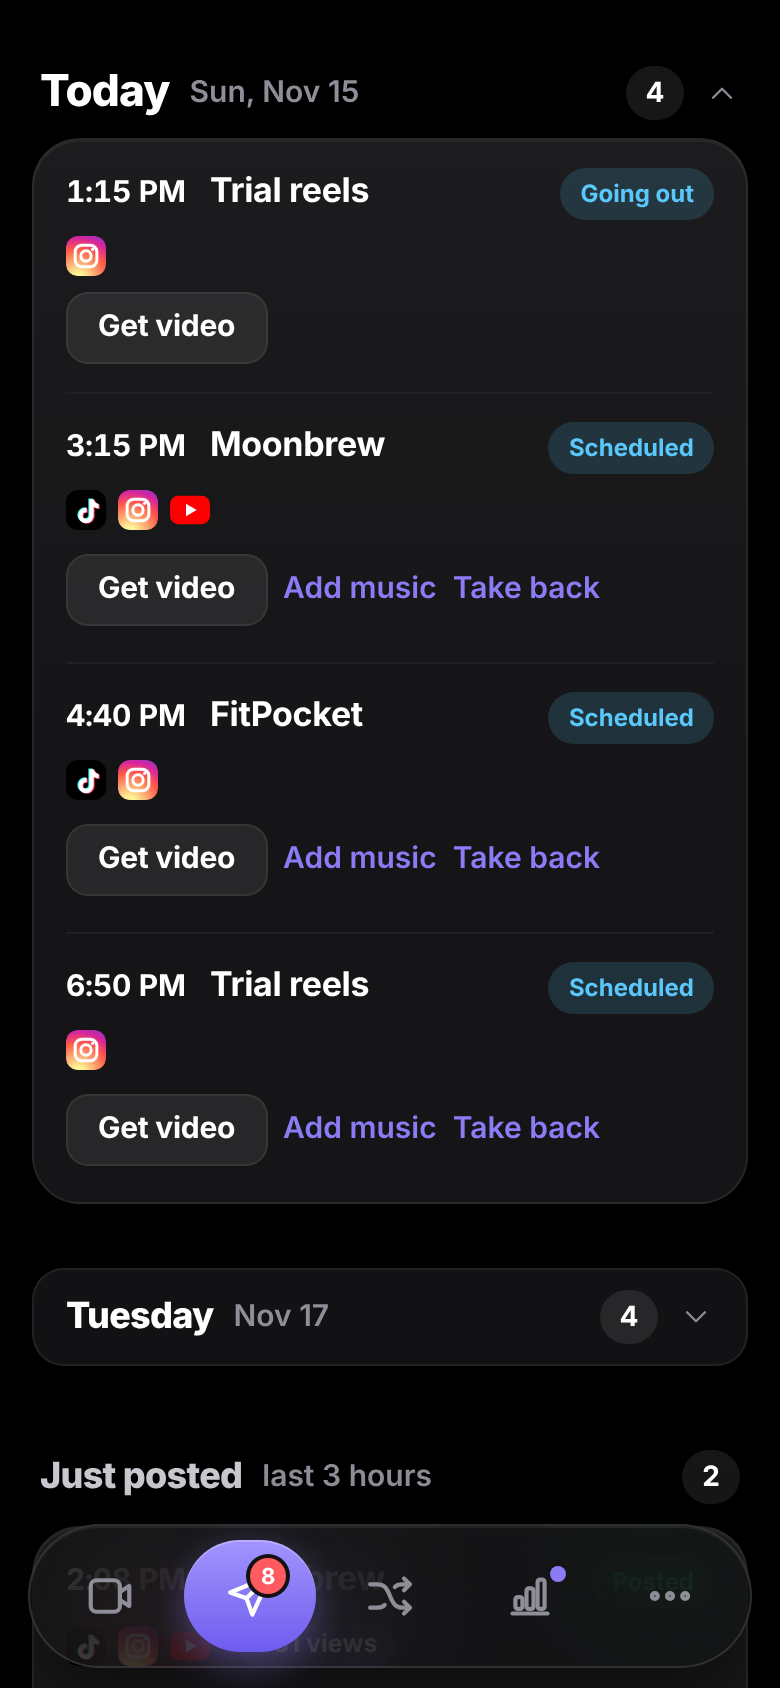 Today Sun, Nov 15 4
1:15 PM Trial reels Going out
Get video
3:15 PM Moonbrew Scheduled
Get video Add music Take back
4:40 PM FitPocket Scheduled
Get video Add music Take back
6:50 PM Trial reels Scheduled
Get video Add music Take back
Tuesday Nov 17 4
Just posted last 3 hours 2
8
Posted
views